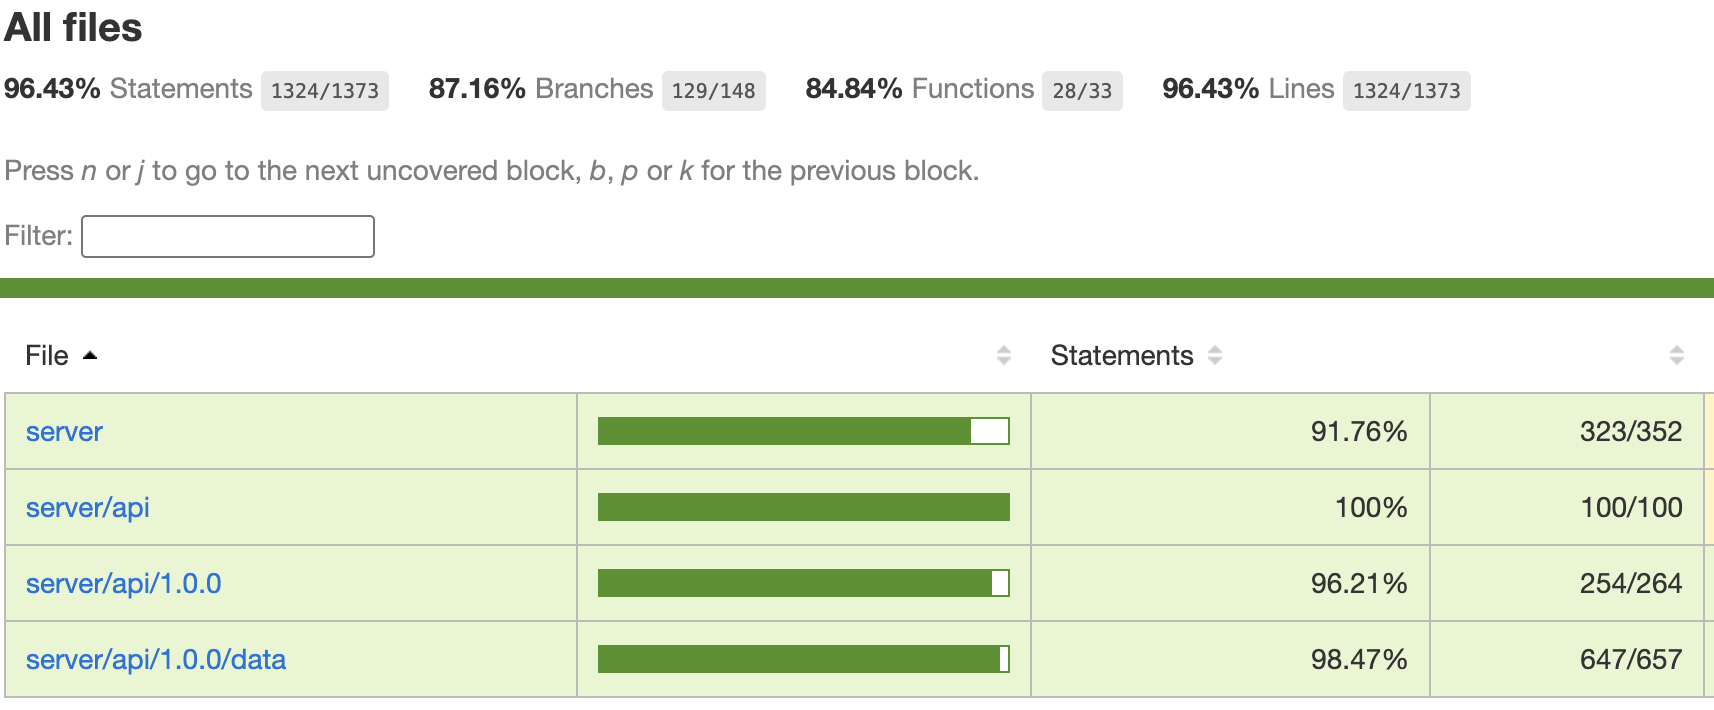 All files
96.43% Statements 1324/1373 87.16% Branches 129/148 84.84% Functions 28/33 96.43% Lines 1324/1373
Press n or j to go to the next uncovered block, b, p or k for the previous block.
Filter:
File Statements
server 91.76% 323/352
server/api 100% 100/100
server/api/1.0.0 96.21% 254/264
server/api/1.0.0/data 98.47% 647/657